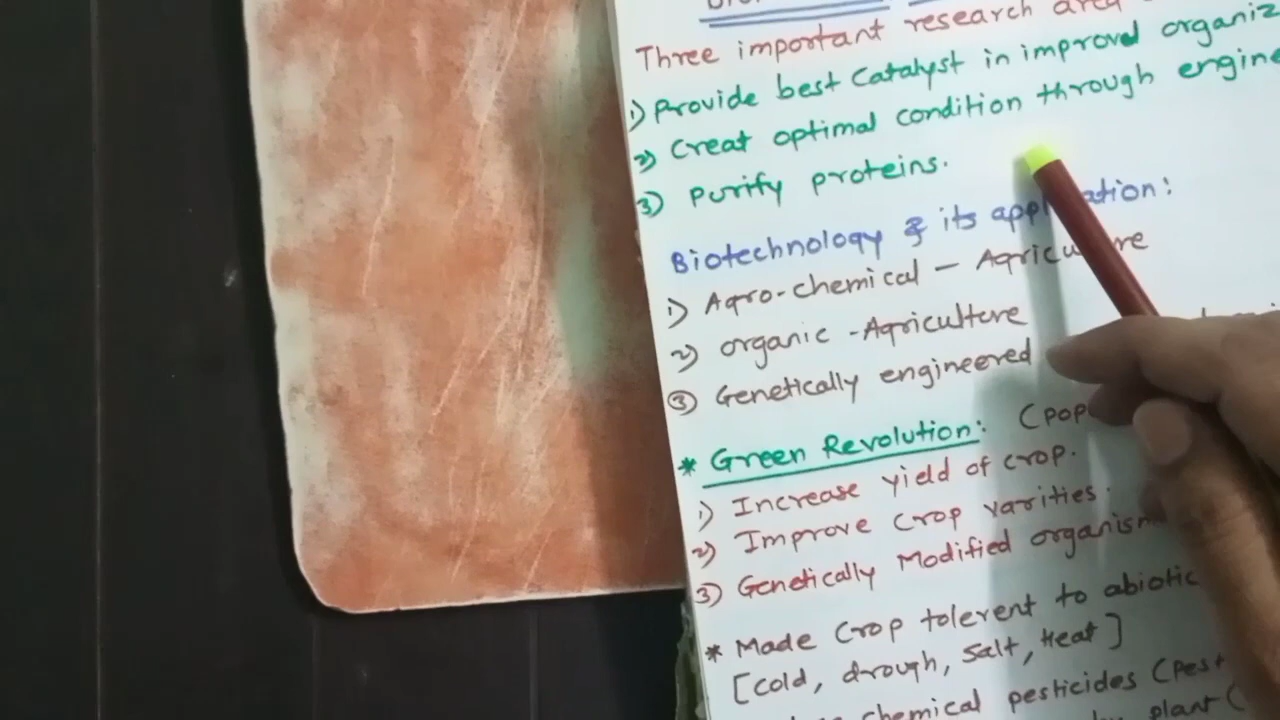 Three important research area
1) Provide best Catalyst in improved organiz
2) Creat optimal condition through engine
3) Purify proteins.
Biotechnology & its application:
1) Agro-chemical - Agriculture
2) organic - Agriculture
3) Genetically engineered
* Green Revolution: (pop
1) Increase yield of crop.
2) Improve crop varities.
3) Genetically Modified organism
* Made Crop tolerent to abiotic
[cold, drough, salt, Heat]
chemical pesticides (Pest
plant (